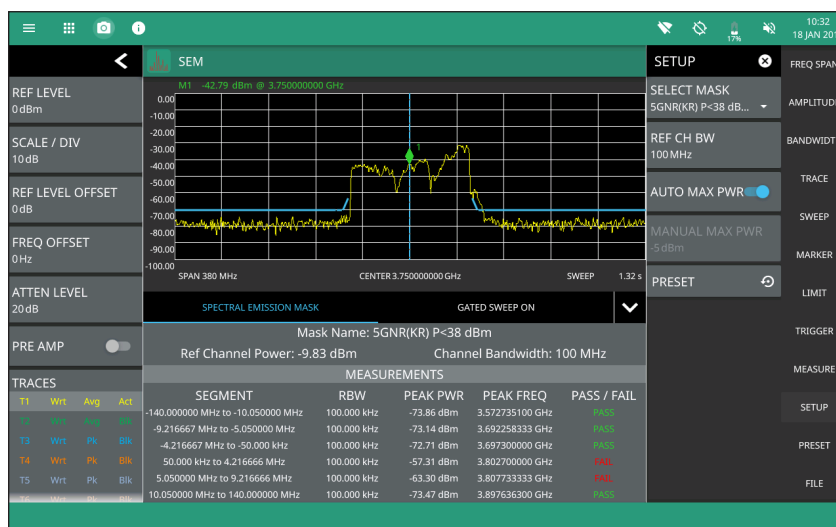 17%
10:32
18 JAN 201
SEM
SETUP
FREQ SPAN
REF LEVEL
0 dBm
SCALE / DIV
10 dB
REF LEVEL OFFSET
0 dB
FREQ OFFSET
0 Hz
ATTEN LEVEL
20 dB
PRE AMP
TRACES
T1 Wrt Avg Act
T2 Wrt Avg Blk
T3 Wrt Pk Blk
T4 Wrt Pk Blk
T5 Wrt Pk Blk
T6 Wrt Pk Blk
M1 -42.79 dBm @ 3.750000000 GHz
0.00
-10.00
-20.00
-30.00
-40.00
-50.00
-60.00
-70.00
-80.00
-90.00
-100.00
1
SPAN 380 MHz CENTER 3.750000000 GHz SWEEP 1.32 s
SPECTRAL EMISSION MASK GATED SWEEP ON
Mask Name: 5GNR(KR) P<38 dBm
Ref Channel Power: -9.83 dBm Channel Bandwidth: 100 MHz
MEASUREMENTS
SEGMENT RBW PEAK PWR PEAK FREQ PASS / FAIL
-140.000000 MHz to -10.050000 MHz 100.000 kHz -73.86 dBm 3.572735100 GHz PASS
-9.216667 MHz to -5.050000 MHz 100.000 kHz -73.14 dBm 3.692258333 GHz PASS
-4.216667 MHz to -50.000 kHz 100.000 kHz -72.71 dBm 3.697300000 GHz PASS
50.000 kHz to 4.216666 MHz 100.000 kHz -57.31 dBm 3.802700000 GHz FAIL
5.050000 MHz to 9.216666 MHz 100.000 kHz -63.30 dBm 3.807733333 GHz FAIL
10.050000 MHz to 140.000000 MHz 100.000 kHz -73.47 dBm 3.897636300 GHz PASS
SELECT MASK
5GNR(KR) P<38 dB...
REF CH BW
100 MHz
AUTO MAX PWR
MANUAL MAX PWR
-5 dBm
PRESET
AMPLITUD
BANDWIDT
TRACE
SWEEP
MARKER
LIMIT
TRIGGER
MEASURE
SETUP
PRESET
FILE